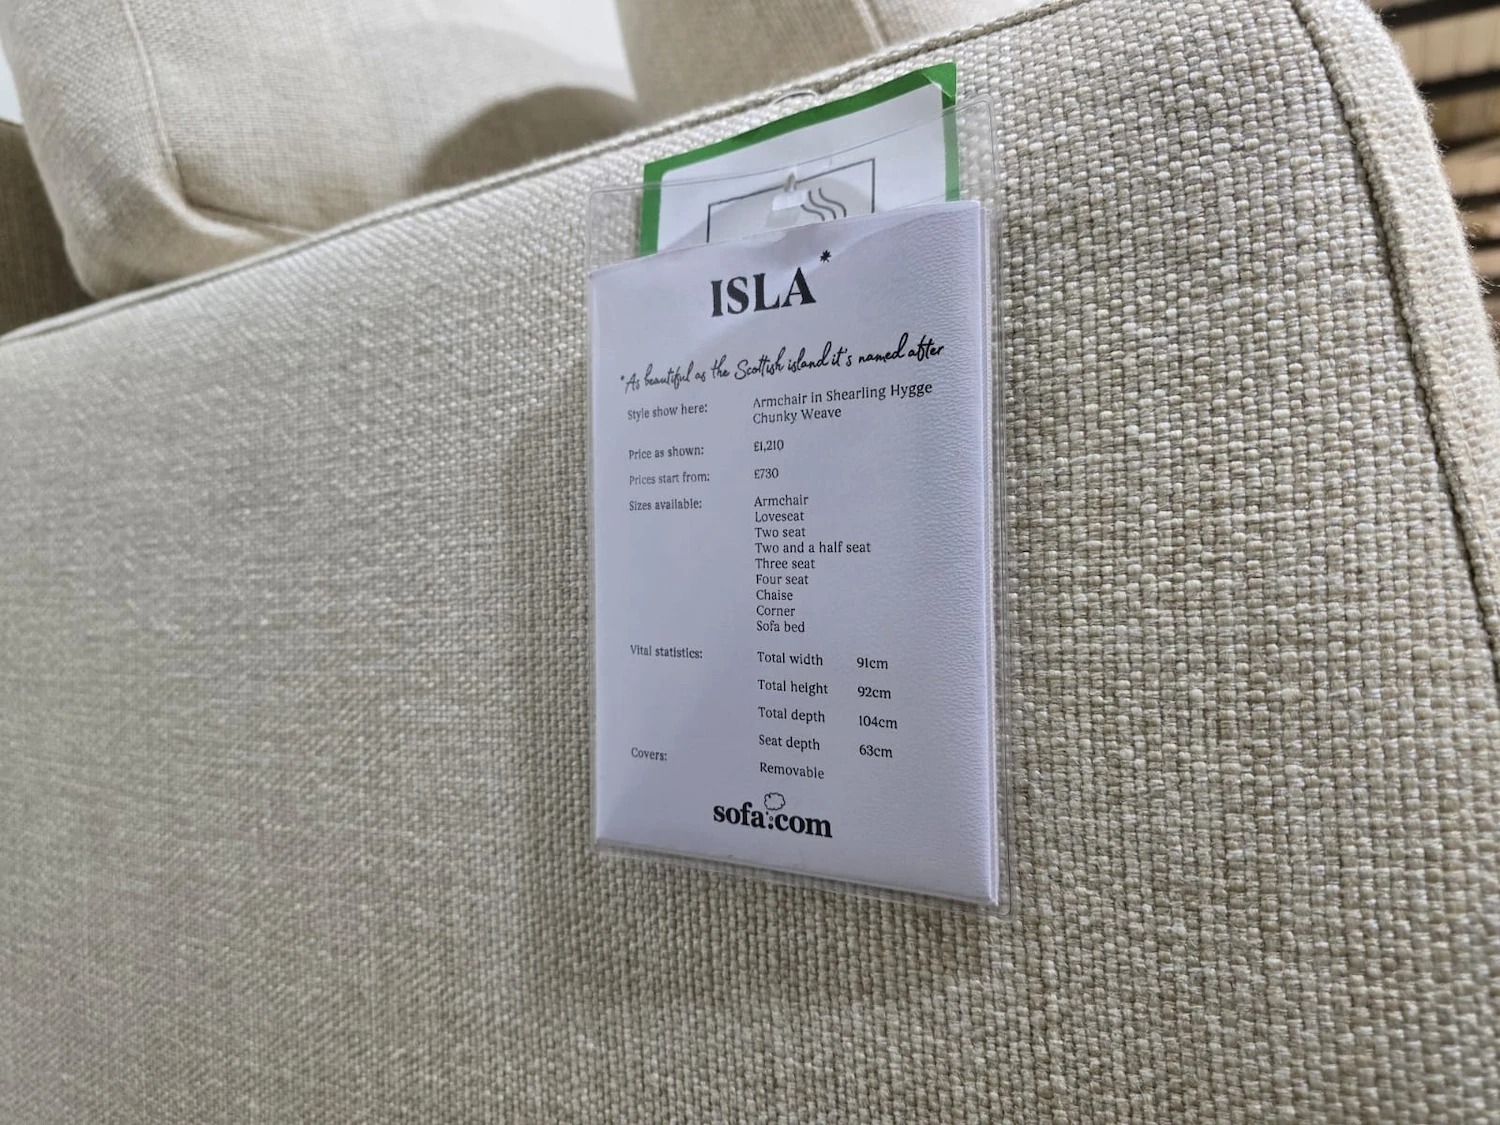 ISLA*
*As beautiful as the Scottish island it's named after
Style show here: Armchair in Shearling Hygge
Chunky Weave
Price as shown: £1,210
Prices start from: £730
Sizes available: Armchair
Loveseat
Two seat
Two and a half seat
Three seat
Four seat
Chaise
Corner
Sofa bed
Vital statistics: Total width 91cm
Total height 92cm
Total depth 104cm
Seat depth 63cm
Covers: Removable
sofa.com